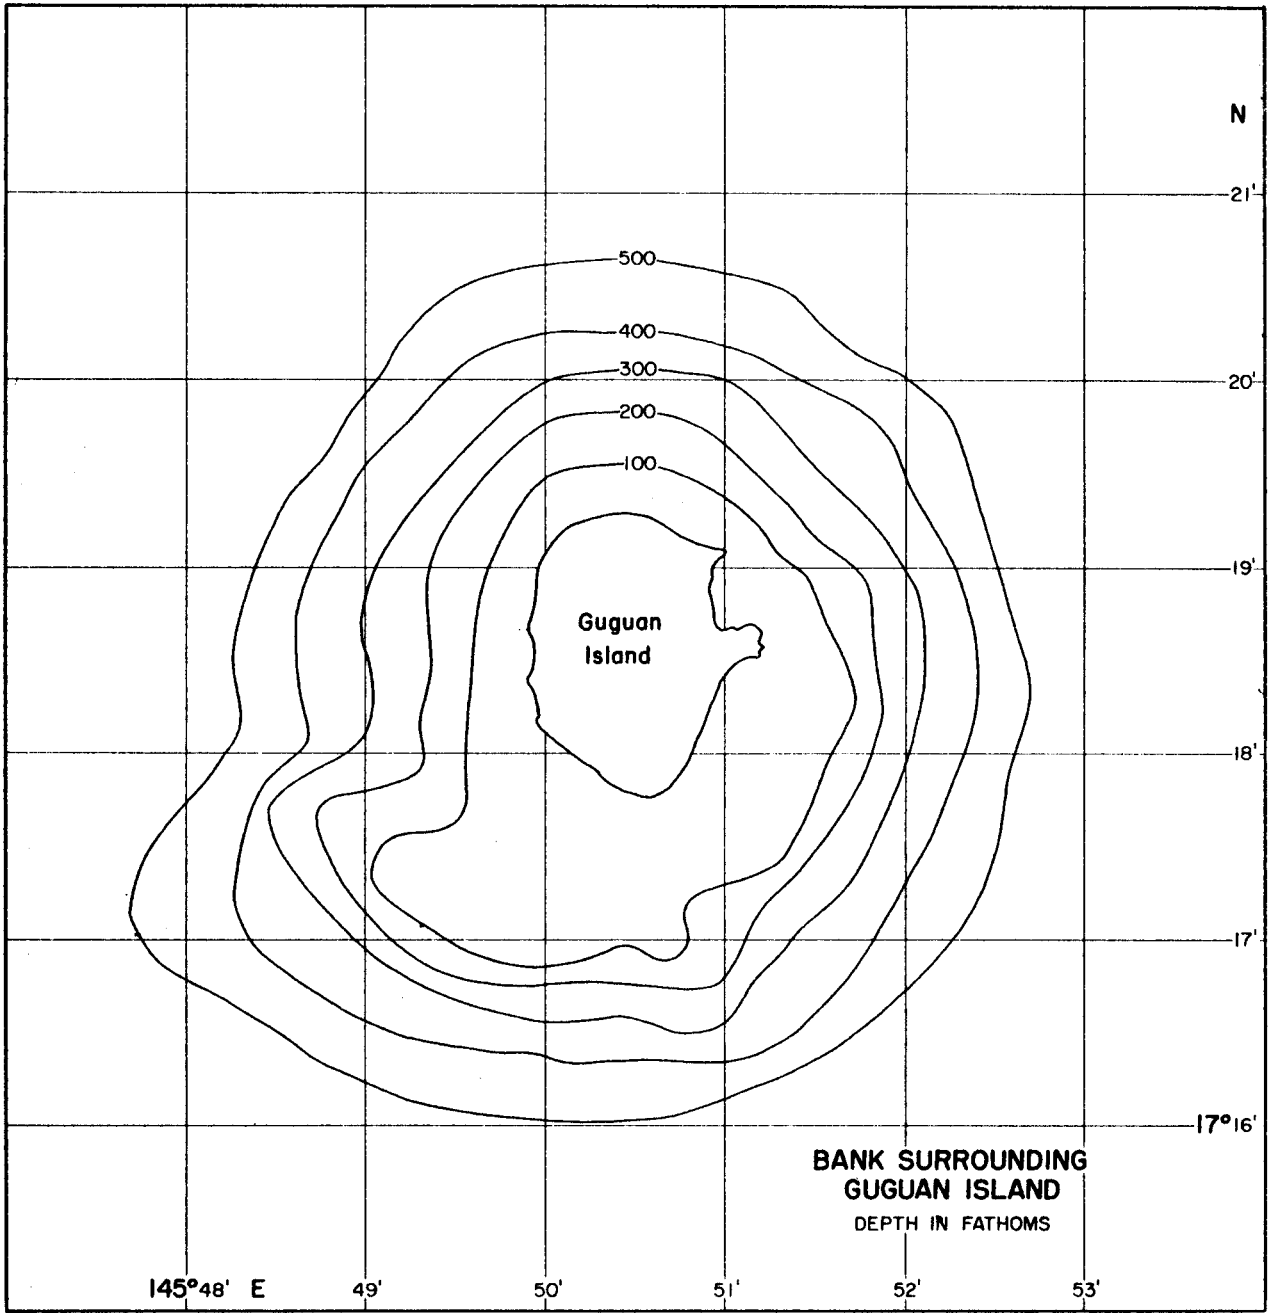 N
21'
500
400
300
20'
200
100
19'
Guguan
Island
18'
17'
17°16'
BANK SURROUNDING
GUGUAN ISLAND
DEPTH IN FATHOMS
145°48' E 49' 50' 51' 52' 53'